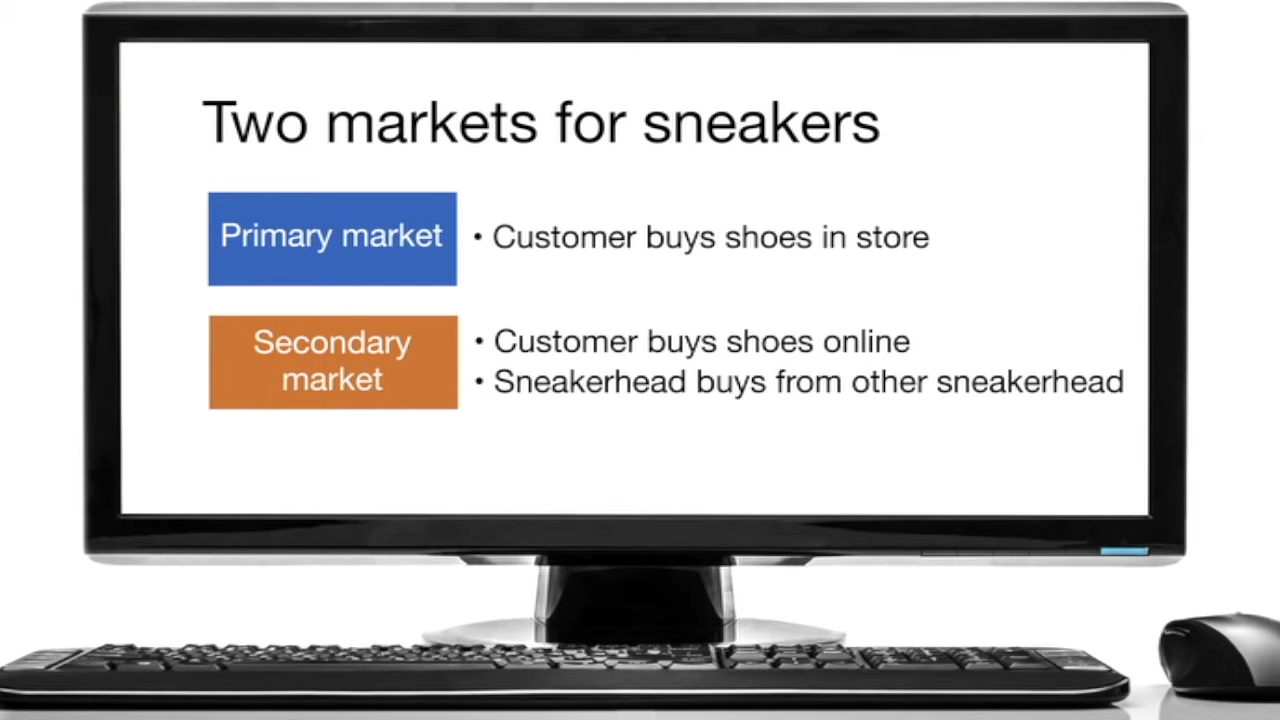 Two markets for sneakers
Primary market
• Customer buys shoes in store
Secondary
market
• Customer buys shoes online
• Sneakerhead buys from other sneakerhead